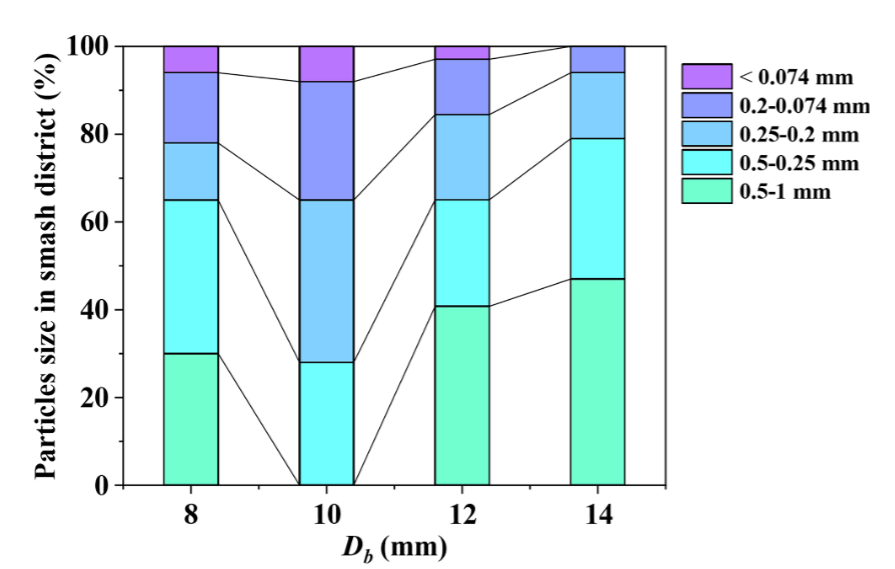 Particles size in smash district (%)
100
80
60
40
20
0
8 10 12 14
D_b (mm)
< 0.074 mm
0.2-0.074 mm
0.25-0.2 mm
0.5-0.25 mm
0.5-1 mm